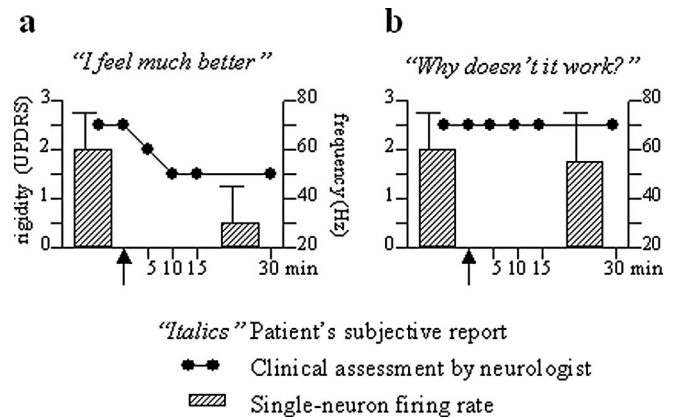 a
b
“I feel much better”
“Why doesn’t it work?”
rigidity (UPDRS)
3
2
1
0
80
60
40
20
frequency(Hz)
5 10 15 30 min
3
2
1
0
80
60
40
20
5 10 15 30 min
“Italics” Patient’s subjective report
Clinical assessment by neurologist
Single-neuron firing rate